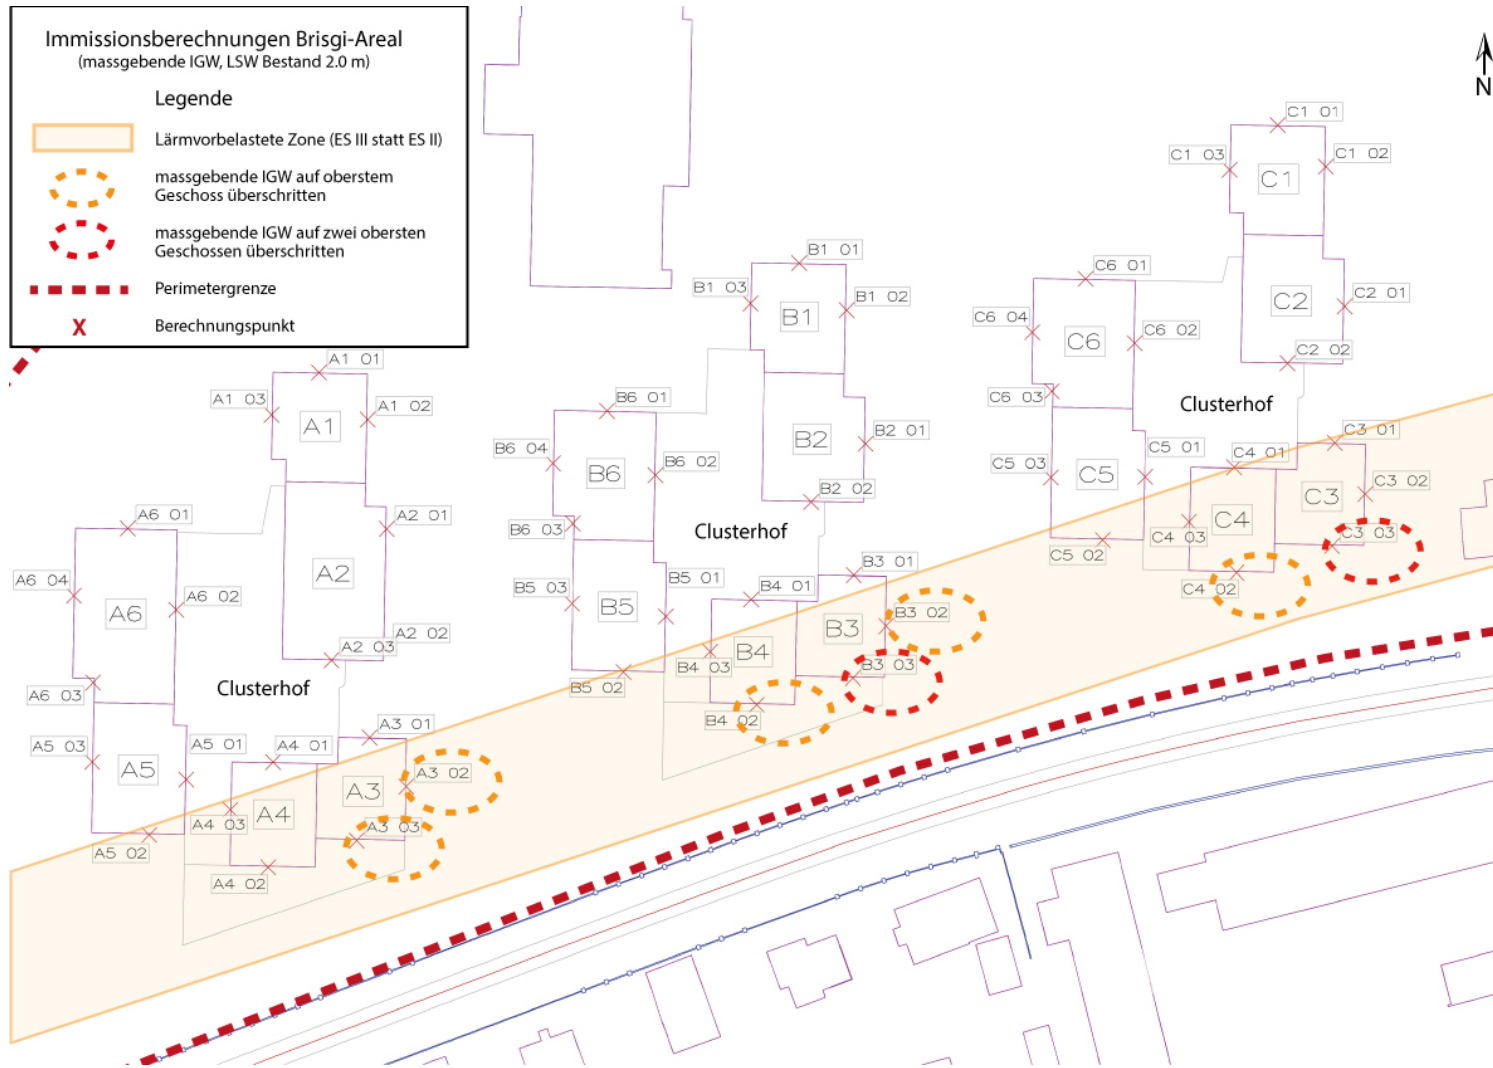 Immissionsberechnungen Brisgi-Areal
(massgebende IGW, LSW Bestand 2.0 m)
Legende
Lärmvorbelastete Zone (ES III statt ES II)
massgebende IGW auf oberstem
Geschoss überschritten
massgebende IGW auf zwei obersten
Geschossen überschritten
Perimetergrenze
X Berechnungspunkt
N
A1 01
A1 03
A1 02
A1
A2 01
A2
A2 02
A2 03
A6 01
A6 04
A6 02
A6
A6 03
Clusterhof
A5 03
A5 01
A5
A5 02
A4 01
A4
A4 03
A4 02
A3 01
A3
A3 02
A3 03
B1 01
B1 03
B1 02
B1
B2
B2 01
B2 02
B6 01
B6 04
B6 02
B6
B6 03
Clusterhof
B5 03
B5 01
B5
B5 02
B4 01
B4
B4 03
B4 02
B3 01
B3
B3 02
B3 03
C1 01
C1 03
C1 02
C1
C2
C2 01
C2 02
C6 01
C6 04
C6 02
C6
C6 03
Clusterhof
C5 03
C5 01
C5
C5 02
C4 01
C4
C4 03
C4 02
C3 01
C3
C3 02
C3 03